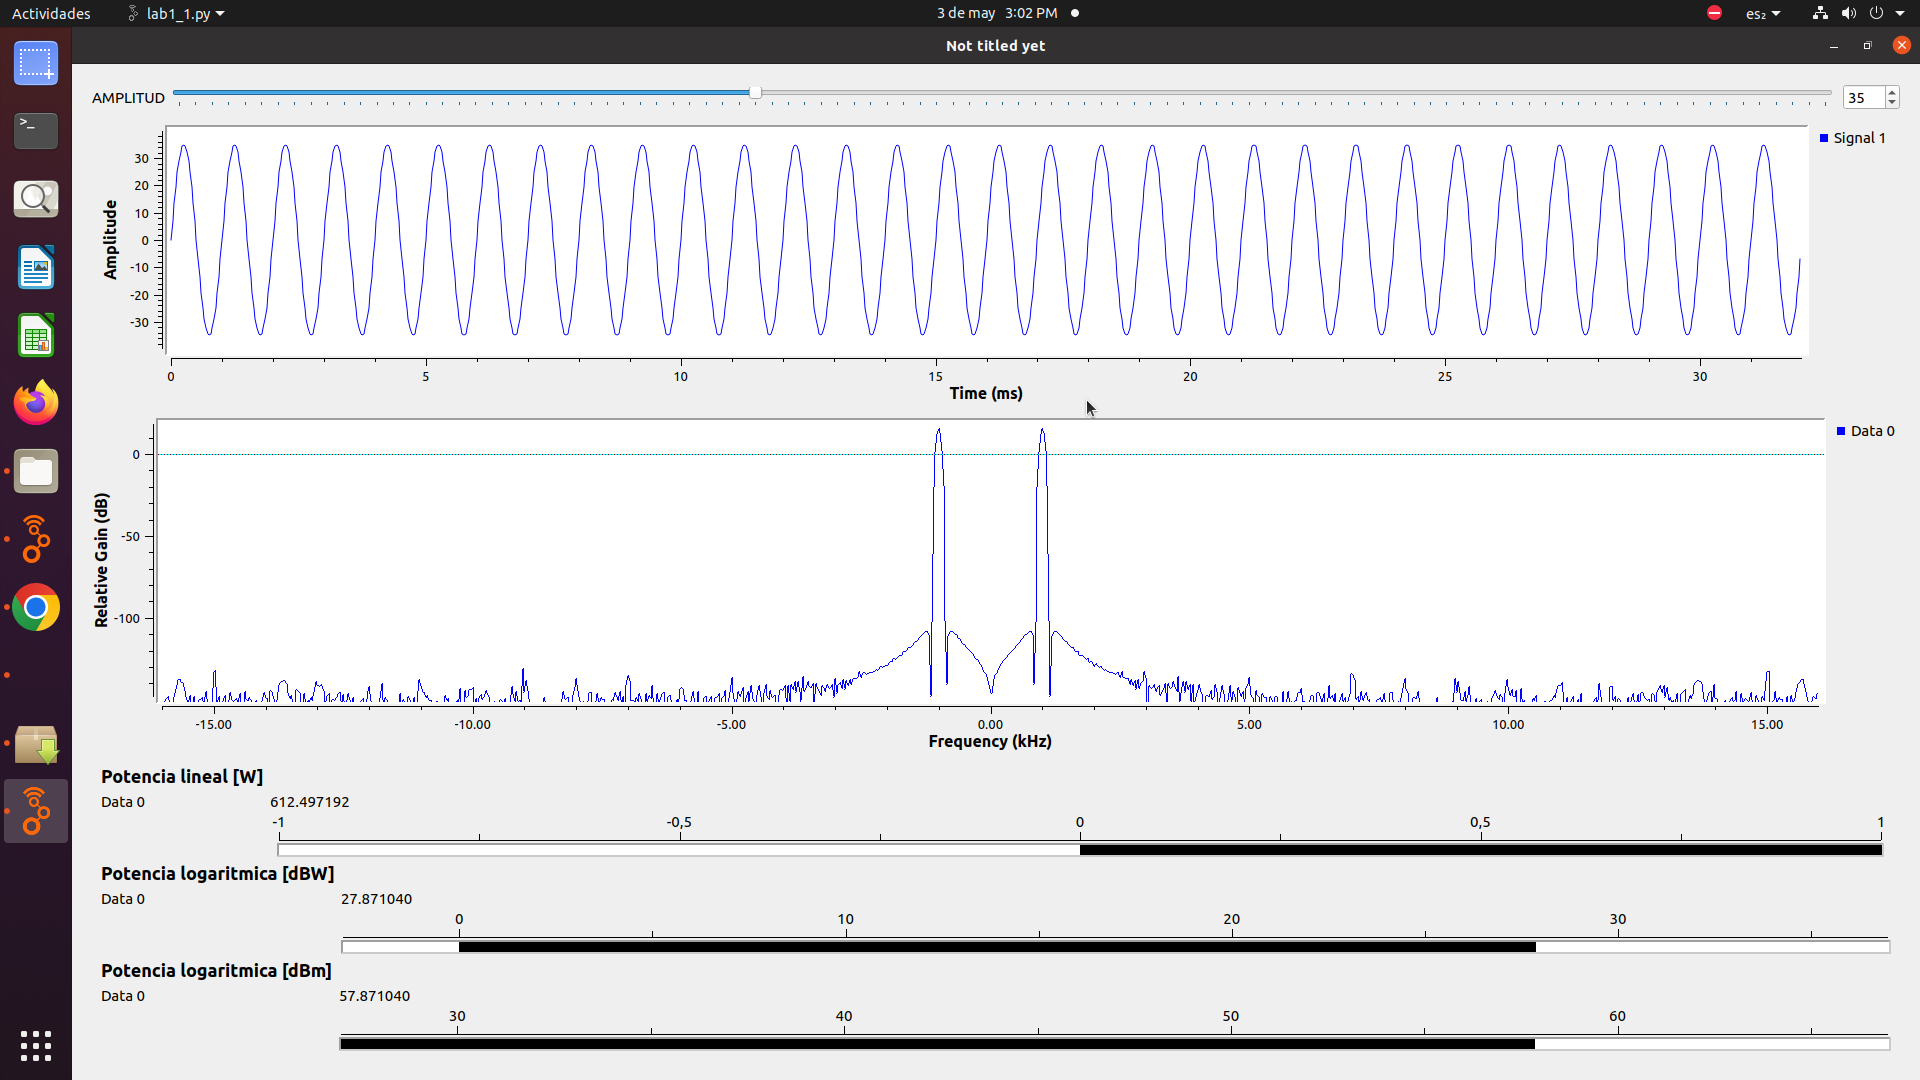 Actividades lab1_1.py 3 de may 3:02 PM es₂
Not titled yet
AMPLITUD 35
Signal 1
Amplitude
30
20
10
0
-10
-20
-30
0 5 10 15 20 25 30
Time (ms)
Data 0
Relative Gain (dB)
0
-50
-100
-15.00 -10.00 -5.00 0.00 5.00 10.00 15.00
Frequency (kHz)
Potencia lineal [W]
Data 0 612.497192
-1 -0,5 0 0,5 1
Potencia logaritmica [dBW]
Data 0 27.871040
0 10 20 30
Potencia logaritmica [dBm]
Data 0 57.871040
30 40 50 60